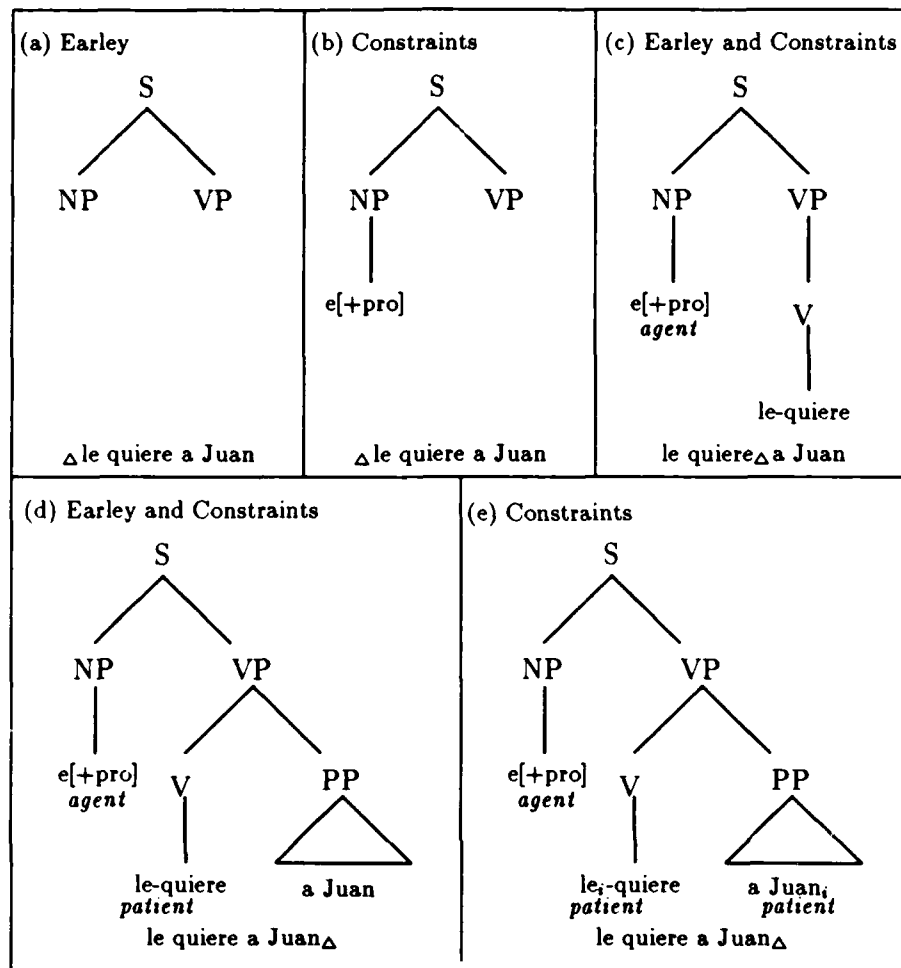 (a) Earley
S
NP VP
△ le quiere a Juan
(b) Constraints
S
NP VP
e[+pro]
△ le quiere a Juan
(c) Earley and Constraints
S
NP VP
e[+pro] V
agent
le-quiere
le quiere△ a Juan
(d) Earley and Constraints
S
NP VP
e[+pro] V PP
agent
le-quiere a Juan
patient
le quiere a Juan△
(e) Constraints
S
NP VP
e[+pro] V PP
agent
leᵢ-quiere a Juanᵢ
patient patient
le quiere a Juan△